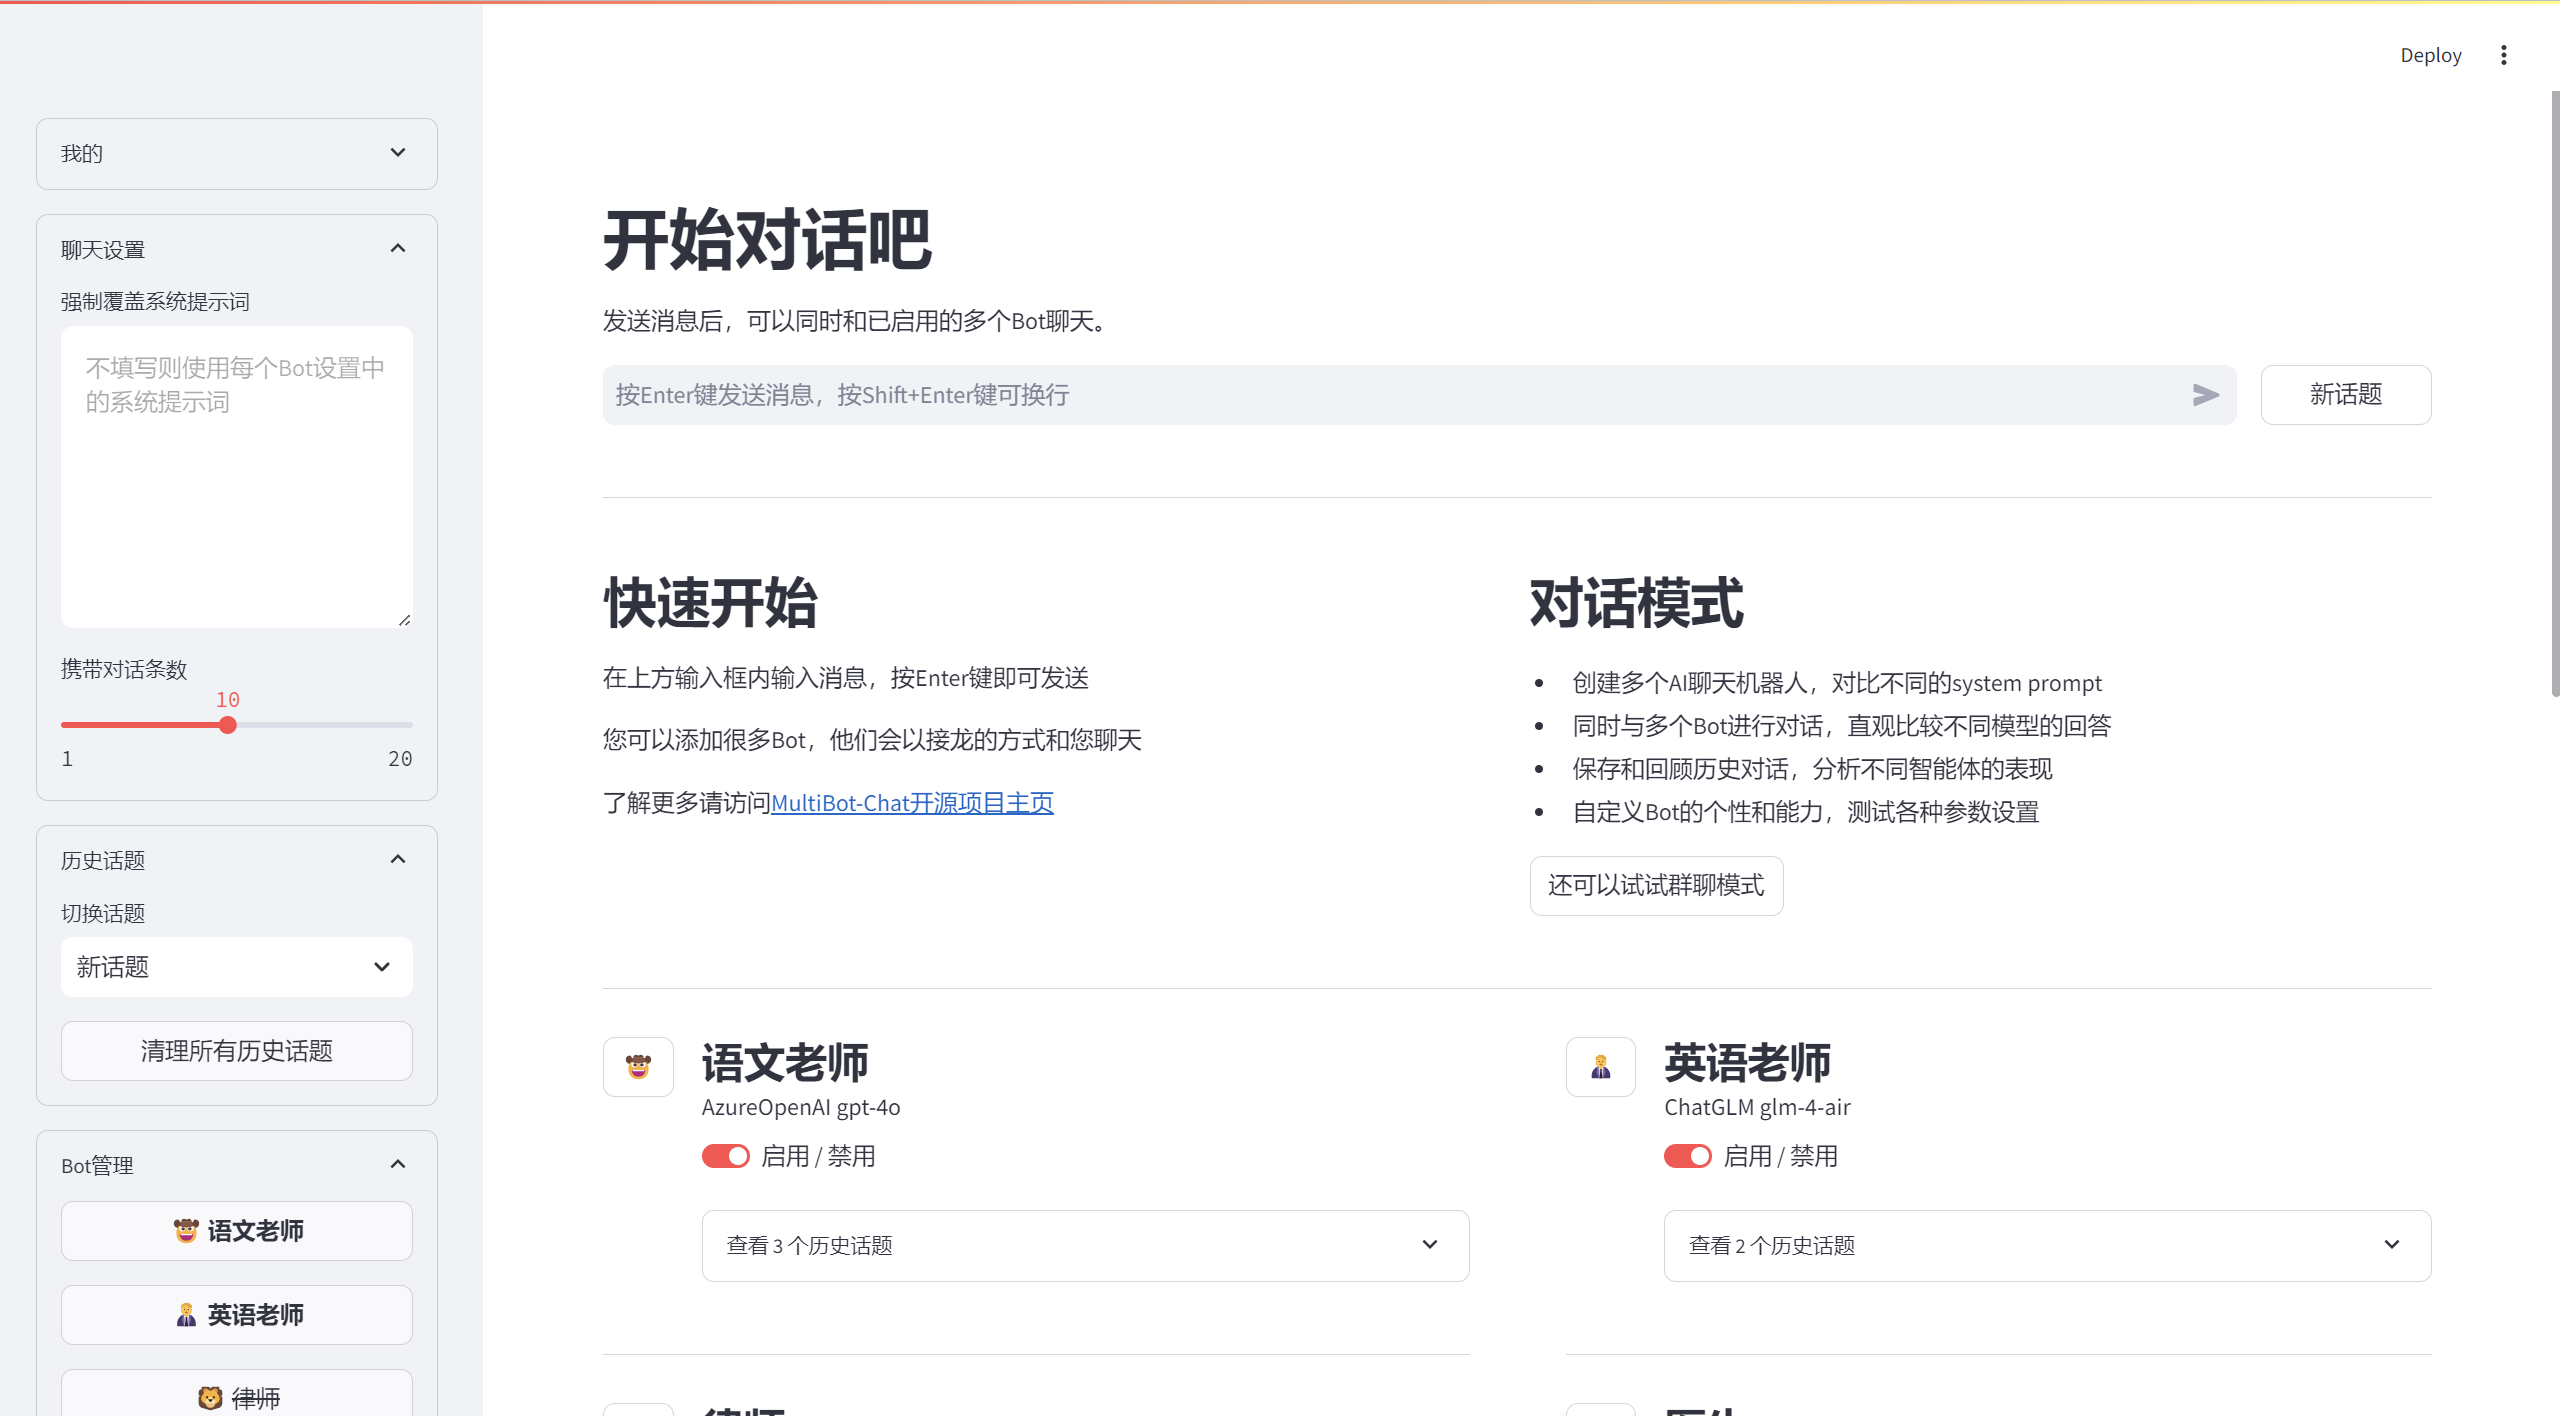 Deploy
我的
聊天设置
强制覆盖系统提示词
不填写则使用每个Bot设置中
的系统提示词
携带对话条数
10
1
20
历史话题
切换话题
新话题
清理所有历史话题
Bot管理
语文老师
英语老师
律师
开始对话吧
发送消息后，可以同时和已启用的多个Bot聊天。
按Enter键发送消息，按Shift+Enter键可换行
新话题
快速开始
在上方输入框内输入消息，按Enter键即可发送
您可以添加很多Bot，他们会以接龙的方式和您聊天
了解更多请访问MultiBot-Chat开源项目主页
对话模式
创建多个AI聊天机器人，对比不同的system prompt
同时与多个Bot进行对话，直观比较不同模型的回答
保存和回顾历史对话，分析不同智能体的表现
自定义Bot的个性和能力，测试各种参数设置
还可以试试群聊模式
语文老师
AzureOpenAI gpt-4o
启用 / 禁用
查看 3 个历史话题
英语老师
ChatGLM glm-4-air
启用 / 禁用
查看 2 个历史话题
律师